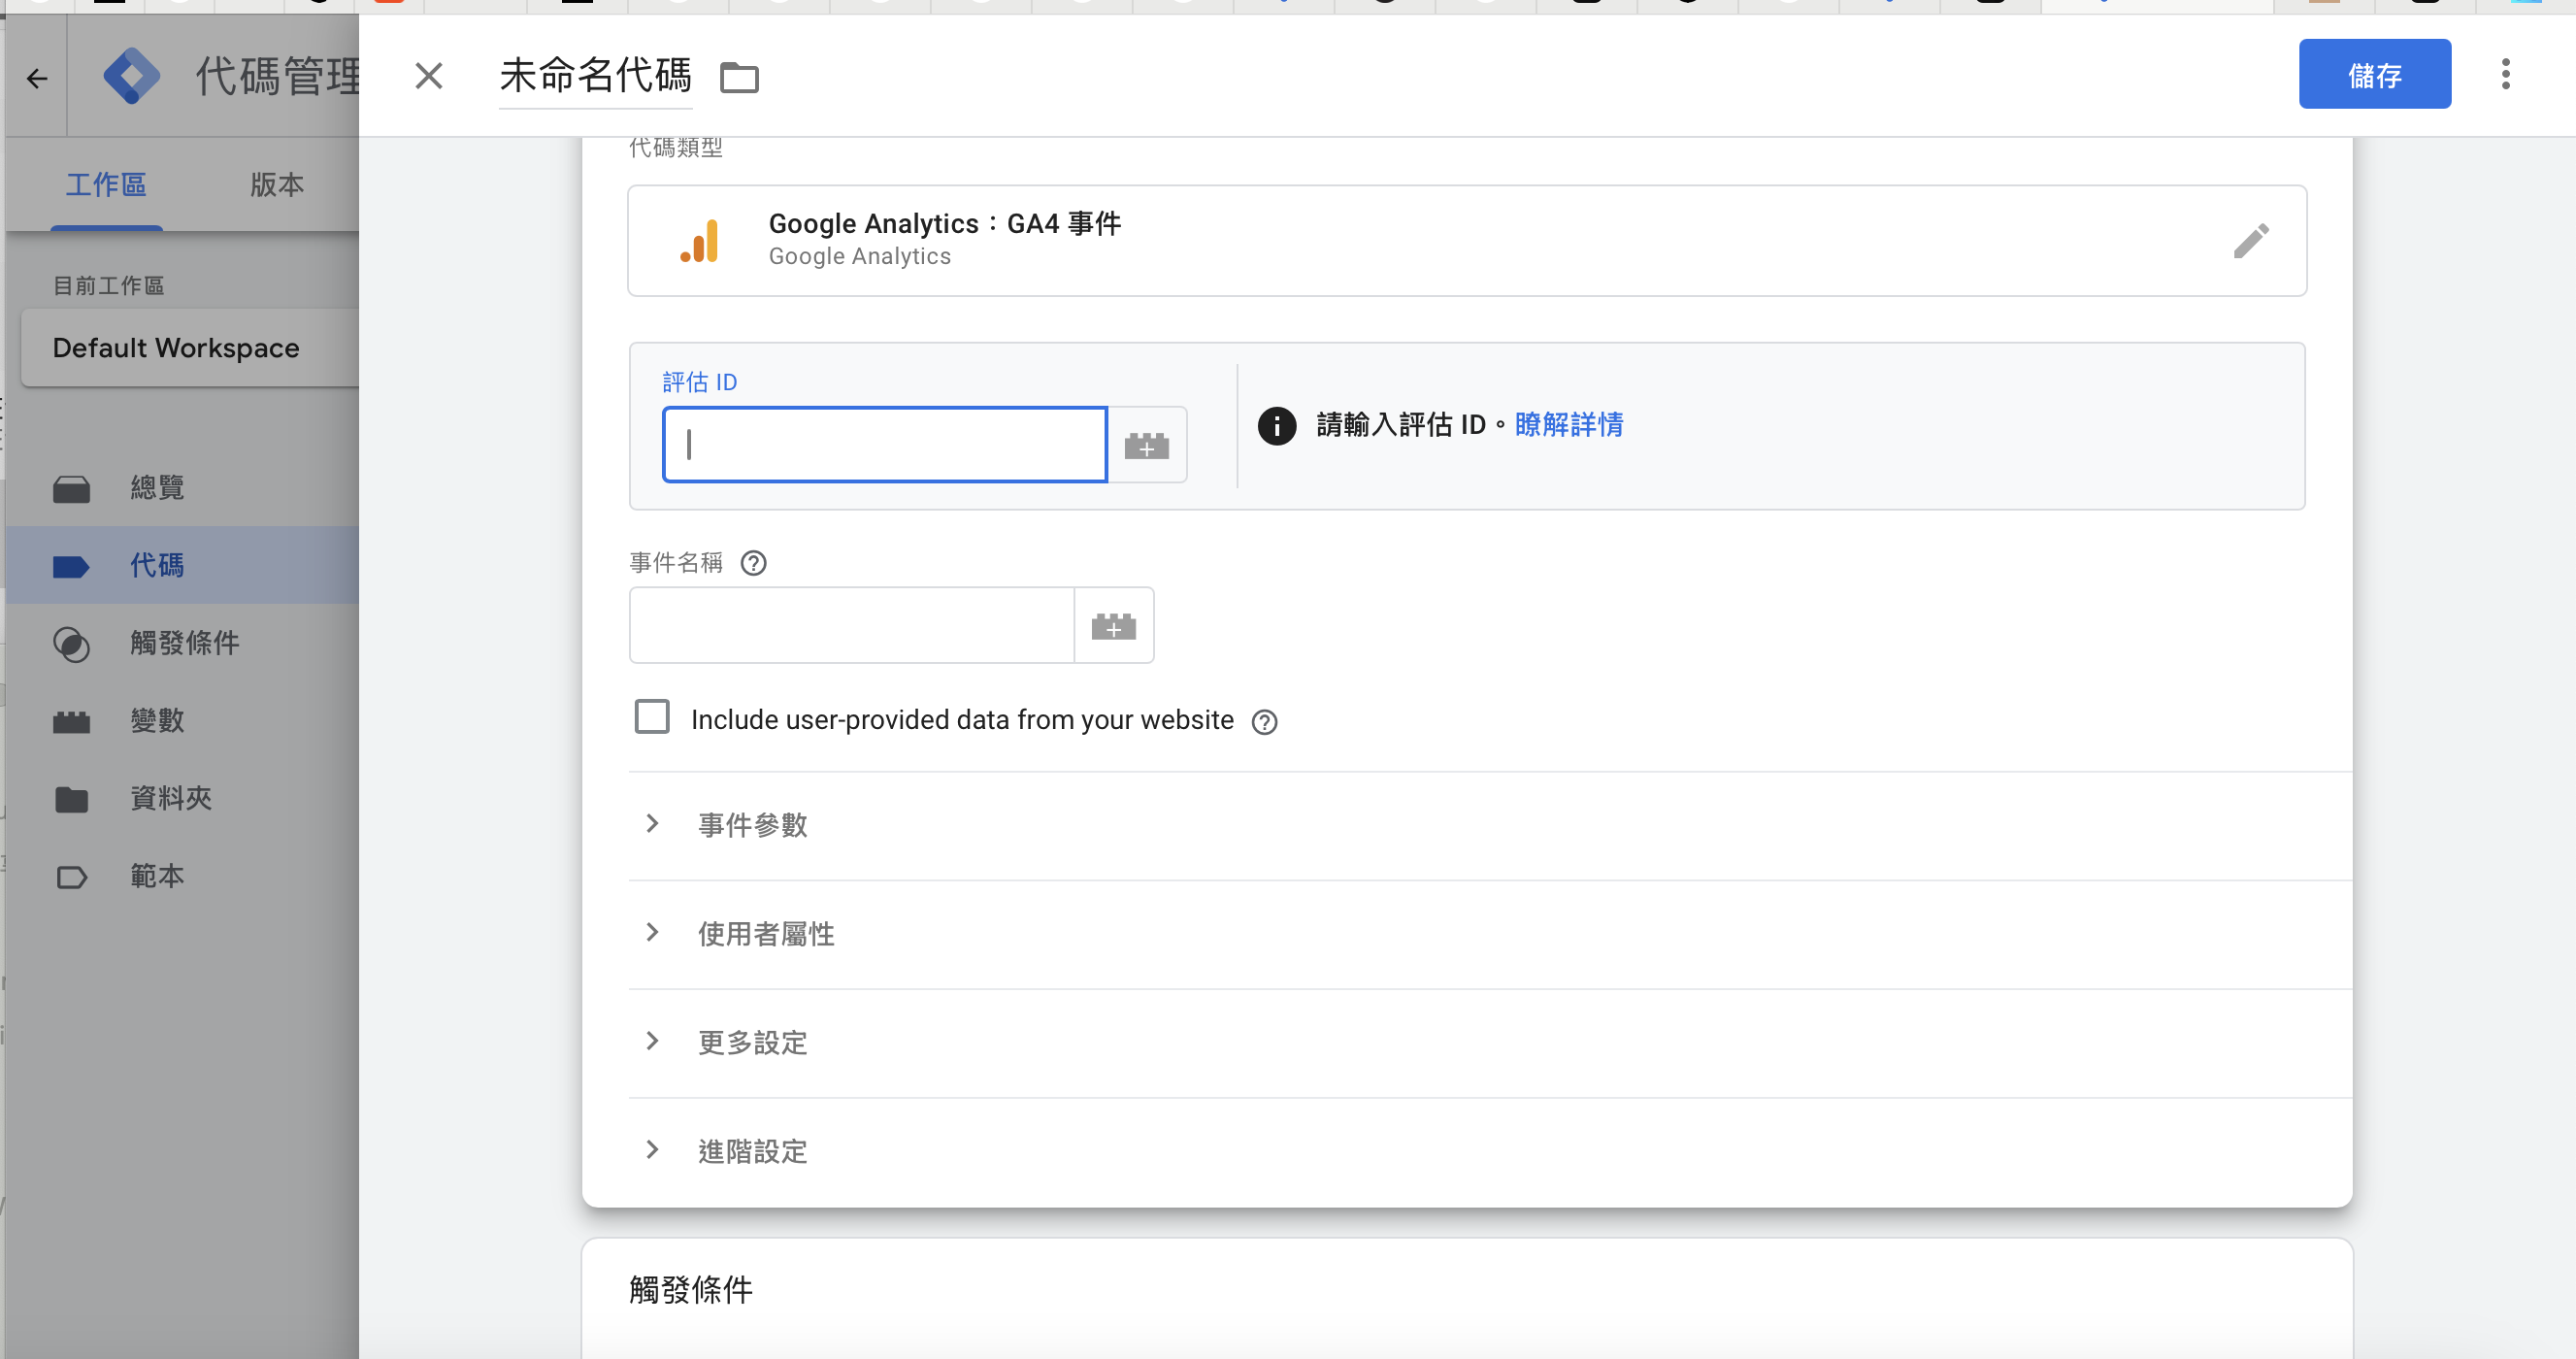 代碼管理
未命名代碼
儲存
工作區
版本
目前工作區
Default Workspace
總覽
代碼
觸發條件
變數
資料夾
範本
代碼類型
Google Analytics：GA4 事件
Google Analytics
評估 ID
請輸入評估 ID。瞭解詳情
事件名稱
Include user-provided data from your website
事件參數
使用者屬性
更多設定
進階設定
觸發條件